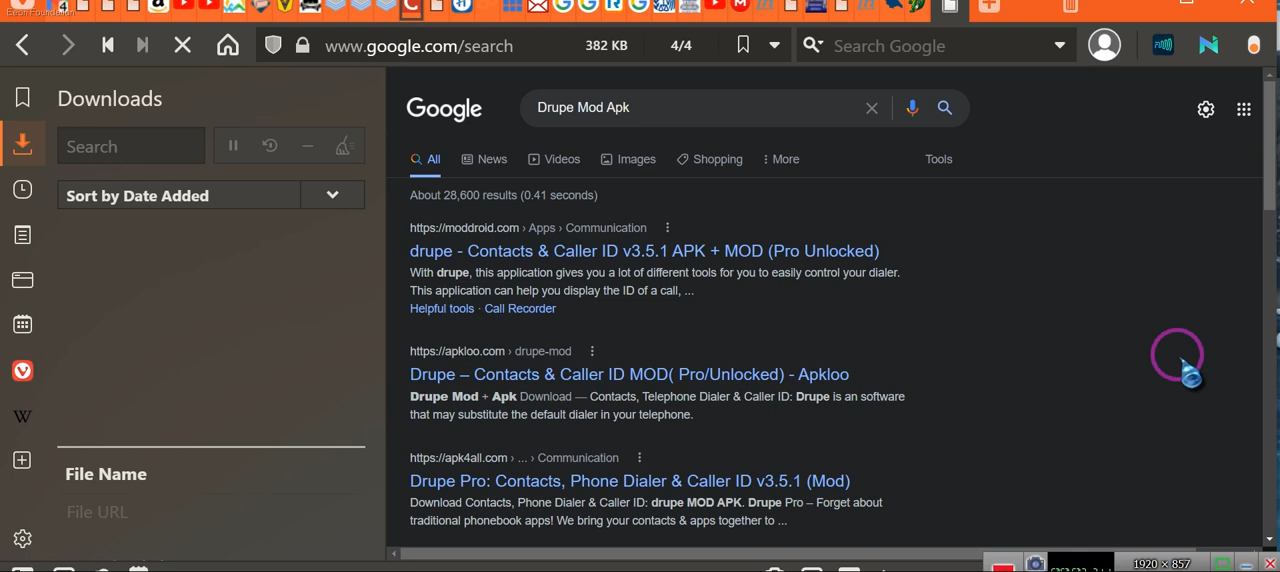 Eeon Foundation
www.google.com/search
382 KB
4/4
Search Google
Downloads
Search
Sort by Date Added
File Name
File URL
Google
Drupe Mod Apk
All
News
Videos
Images
Shopping
More
Tools
About 28,600 results (0.41 seconds)
https://moddroid.com › Apps › Communication
drupe - Contacts & Caller ID v3.5.1 APK + MOD (Pro Unlocked)
With drupe, this application gives you a lot of different tools for you to easily control your dialer.
This application can help you display the ID of a call, ...
Helpful tools · Call Recorder
https://apkloo.com › drupe-mod
Drupe – Contacts & Caller ID MOD( Pro/Unlocked) - Apkloo
Drupe Mod + Apk Download — Contacts, Telephone Dialer & Caller ID: Drupe is an software
that may substitute the default dialer in your telephone.
https://apk4all.com › ... › Communication
Drupe Pro: Contacts, Phone Dialer & Caller ID v3.5.1 (Mod)
Download Contacts, Phone Dialer & Caller ID: drupe MOD APK. Drupe Pro – Forget about
traditional phonebook apps! We bring your contacts & apps together to ...
1920 × 857